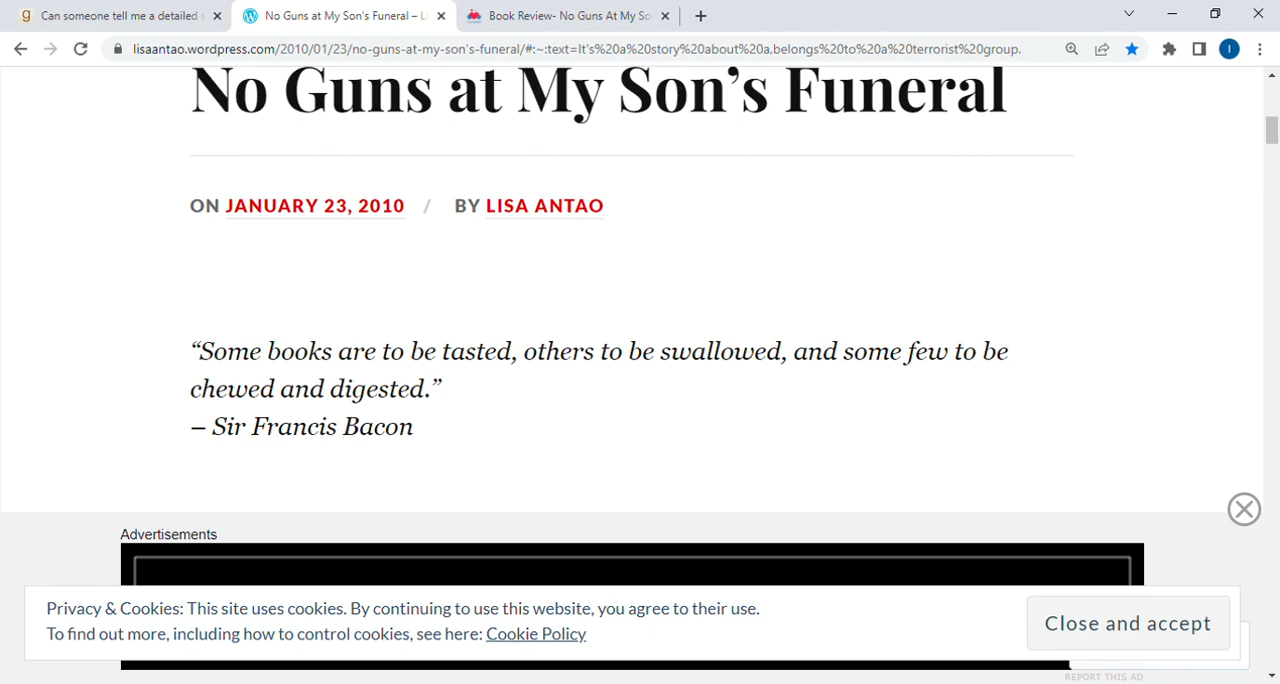 Can someone tell me a detailed
No Guns at My Son's Funeral –
Book Review- No Guns At My So
lisaantao.wordpress.com/2010/01/23/no-guns-at-my-son's-funeral/#:~:text=It's%20a%20story%20about%20a,belongs%20to%20a%20terrorist%20group.
I
No Guns at My Son’s Funeral
ON JANUARY 23, 2010 / BY LISA ANTAO
“Some books are to be tasted, others to be swallowed, and some few to be
chewed and digested.”
– Sir Francis Bacon
Advertisements
Privacy & Cookies: This site uses cookies. By continuing to use this website, you agree to their use.
To find out more, including how to control cookies, see here: Cookie Policy
Close and accept
REPORT THIS AD